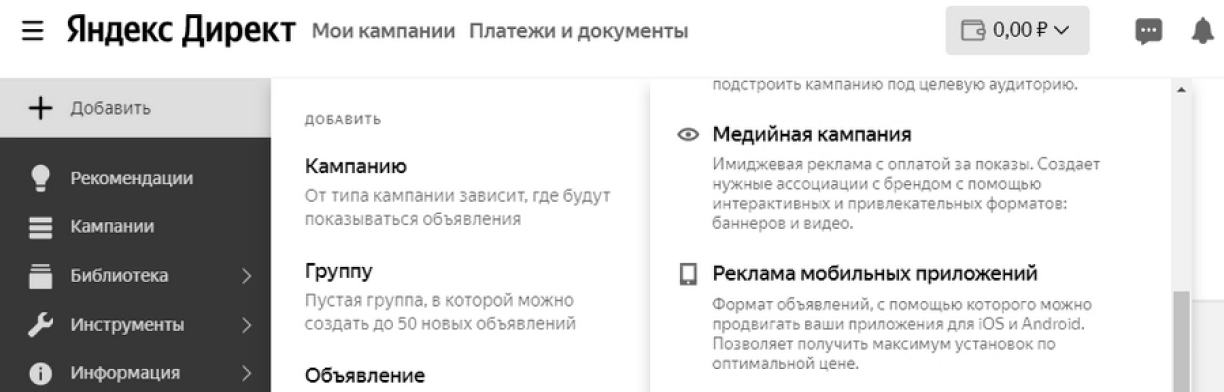 Яндекс Директ Мои кампании Платежи и документы 0,00 ₽
Добавить
Рекомендации
Кампании
Библиотека
Инструменты
Информация
ДОБАВИТЬ
Кампанию
От типа кампании зависит, где будут
показываться объявления
Группу
Пустая группа, в которой можно
создать до 50 новых объявлений
Объявление
подстроить кампанию под целевую аудиторию.
Медийная кампания
Имиджевая реклама с оплатой за показы. Создает
нужные ассоциации с брендом с помощью
интерактивных и привлекательных форматов:
баннеров и видео.
Реклама мобильных приложений
Формат объявлений, с помощью которого можно
продвигать ваши приложения для iOS и Android.
Позволяет получить максимум установок по
оптимальной цене.